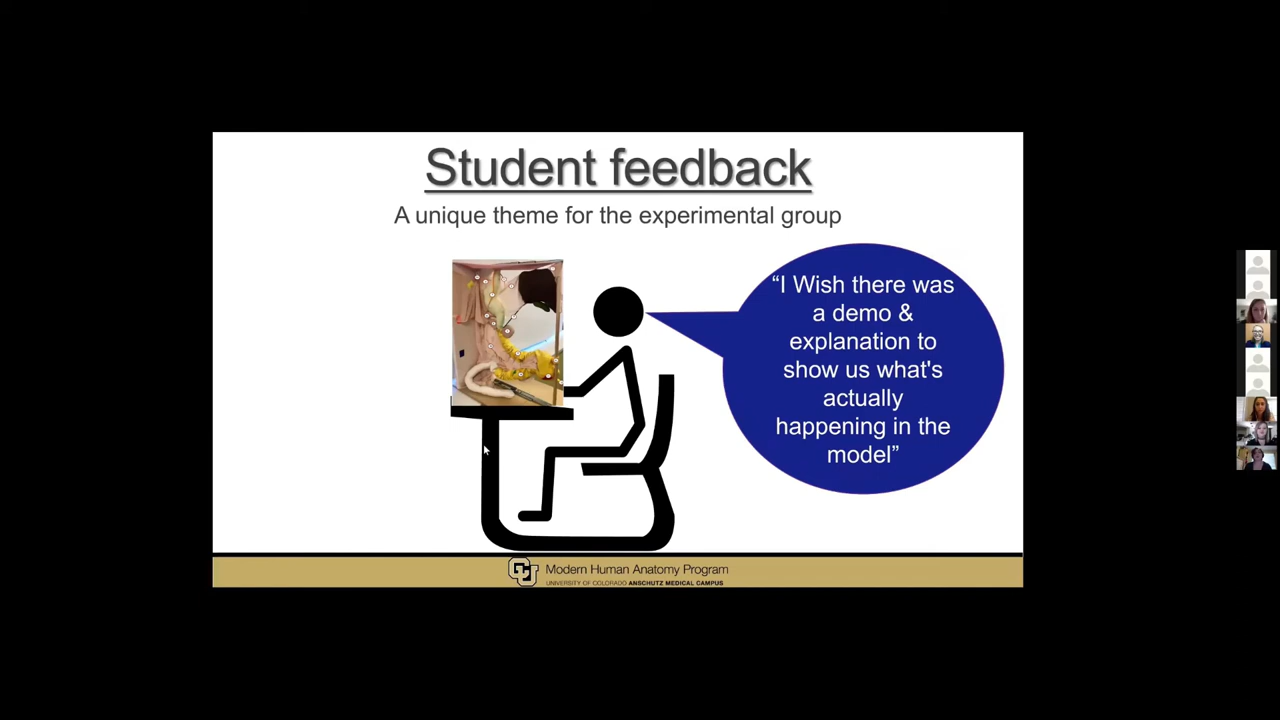 Student feedback
A unique theme for the experimental group
“I Wish there was
a demo &
explanation to
show us what's
actually
happening in the
model”
Modern Human Anatomy Program
UNIVERSITY OF COLORADO ANSCHUTZ MEDICAL CAMPUS